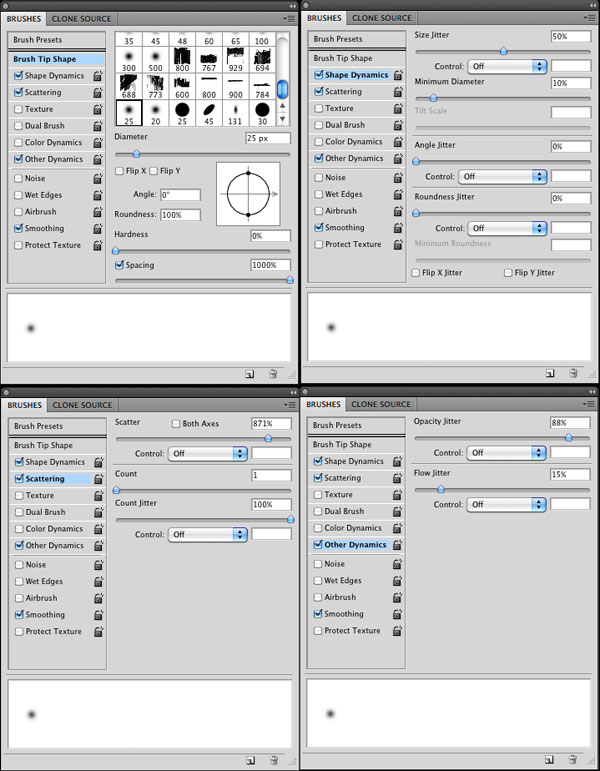 BRUSHES CLONE SOURCE
Brush Presets
Brush Tip Shape
Shape Dynamics
Scattering
Texture
Dual Brush
Color Dynamics
Other Dynamics
Noise
Wet Edges
Airbrush
Smoothing
Protect Texture
35 45 48 60 65 100
300 500 800 767 929 694
688 773 600 800 900 784
25 20 25 45 131 30
Diameter 25 px
Flip X Flip Y
Angle: 0°
Roundness: 100%
Hardness 0%
Spacing 1000%
BRUSHES CLONE SOURCE
Brush Presets
Brush Tip Shape
Shape Dynamics
Scattering
Texture
Dual Brush
Color Dynamics
Other Dynamics
Noise
Wet Edges
Airbrush
Smoothing
Protect Texture
Size Jitter 50%
Control: Off
Minimum Diameter 10%
Tilt Scale
Angle Jitter 0%
Control: Off
Roundness Jitter 0%
Control: Off
Minimum Roundness
Flip X Jitter Flip Y Jitter
BRUSHES CLONE SOURCE
Brush Presets
Brush Tip Shape
Shape Dynamics
Scattering
Texture
Dual Brush
Color Dynamics
Other Dynamics
Noise
Wet Edges
Airbrush
Smoothing
Protect Texture
Scatter Both Axes 871%
Control: Off
Count 1
Count Jitter 100%
Control: Off
BRUSHES CLONE SOURCE
Brush Presets
Brush Tip Shape
Shape Dynamics
Scattering
Texture
Dual Brush
Color Dynamics
Other Dynamics
Noise
Wet Edges
Airbrush
Smoothing
Protect Texture
Opacity Jitter 88%
Control: Off
Flow Jitter 15%
Control: Off